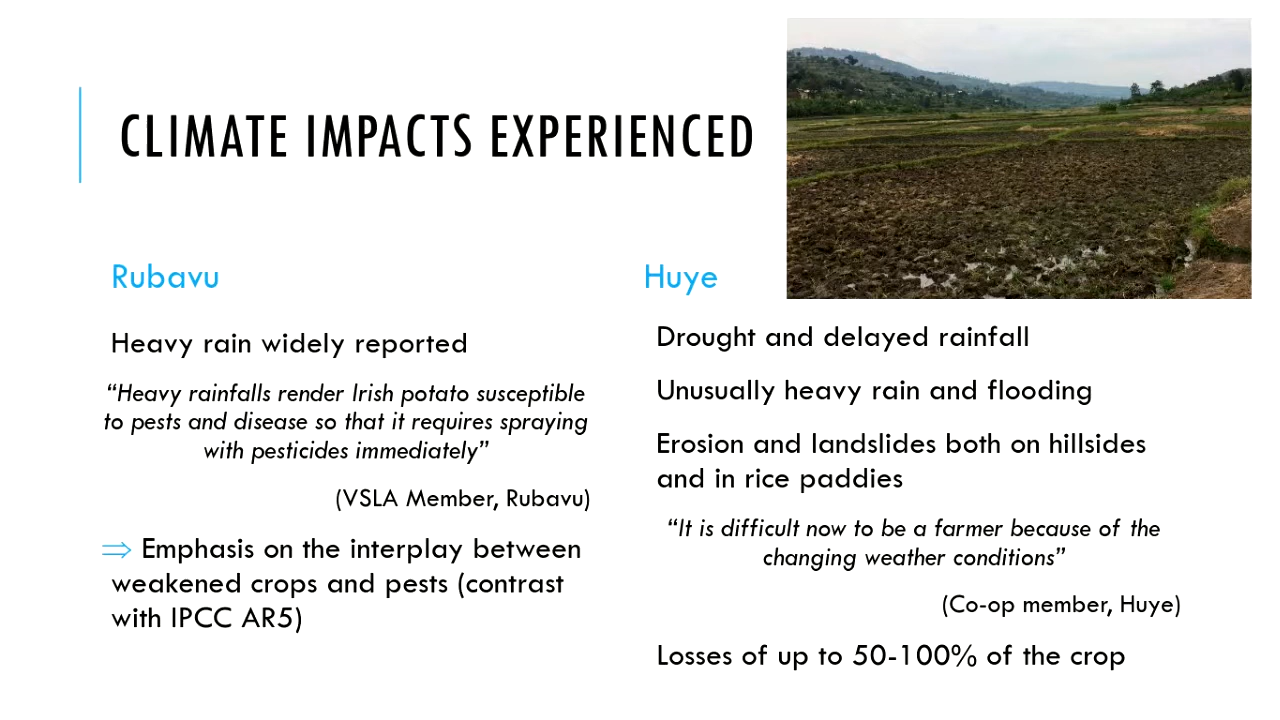 CLIMATE IMPACTS EXPERIENCED
Rubavu
Heavy rain widely reported
“Heavy rainfalls render Irish potato susceptible
to pests and disease so that it requires spraying
with pesticides immediately”
(VSLA Member, Rubavu)
⇒ Emphasis on the interplay between
weakened crops and pests (contrast
with IPCC AR5)
Huye
Drought and delayed rainfall
Unusually heavy rain and flooding
Erosion and landslides both on hillsides
and in rice paddies
“It is difficult now to be a farmer because of the
changing weather conditions”
(Co-op member, Huye)
Losses of up to 50-100% of the crop